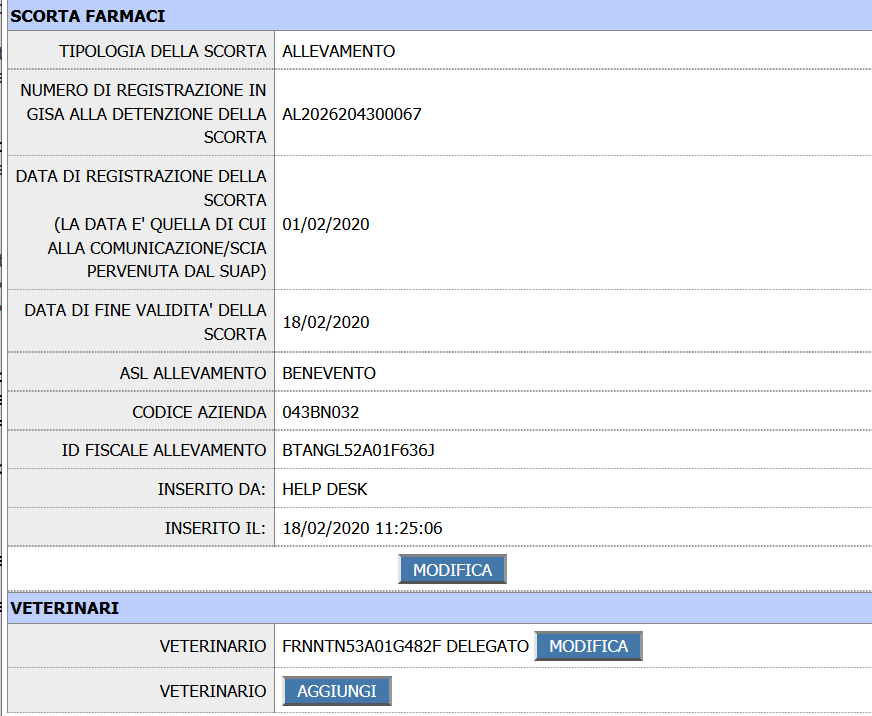 SCORTA FARMACI
TIPOLOGIA DELLA SCORTA ALLEVAMENTO
NUMERO DI REGISTRAZIONE IN
GISA ALLA DETENZIONE DELLA
SCORTA
AL2026204300067
DATA DI REGISTRAZIONE DELLA
SCORTA
(LA DATA E' QUELLA DI CUI
ALLA COMUNICAZIONE/SCIA
PERVENUTA DAL SUAP)
01/02/2020
DATA DI FINE VALIDITA' DELLA
SCORTA
18/02/2020
ASL ALLEVAMENTO BENEVENTO
CODICE AZIENDA 043BN032
ID FISCALE ALLEVAMENTO BTANGL52A01F636J
INSERITO DA: HELP DESK
INSERITO IL: 18/02/2020 11:25:06
MODIFICA
VETERINARI
VETERINARIO FRNNTN53A01G482F DELEGATO MODIFICA
VETERINARIO AGGIUNGI